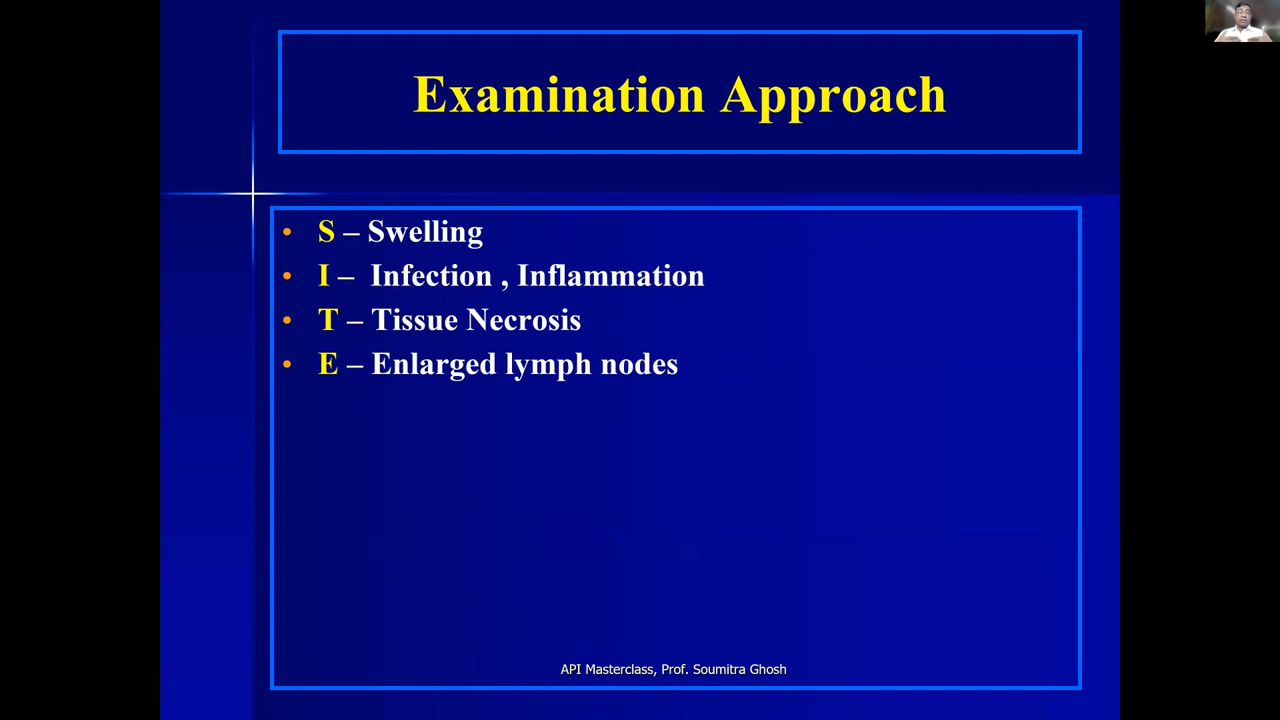 Examination Approach
• S – Swelling
• I – Infection , Inflammation
• T – Tissue Necrosis
• E – Enlarged lymph nodes
API Masterclass, Prof. Soumitra Ghosh